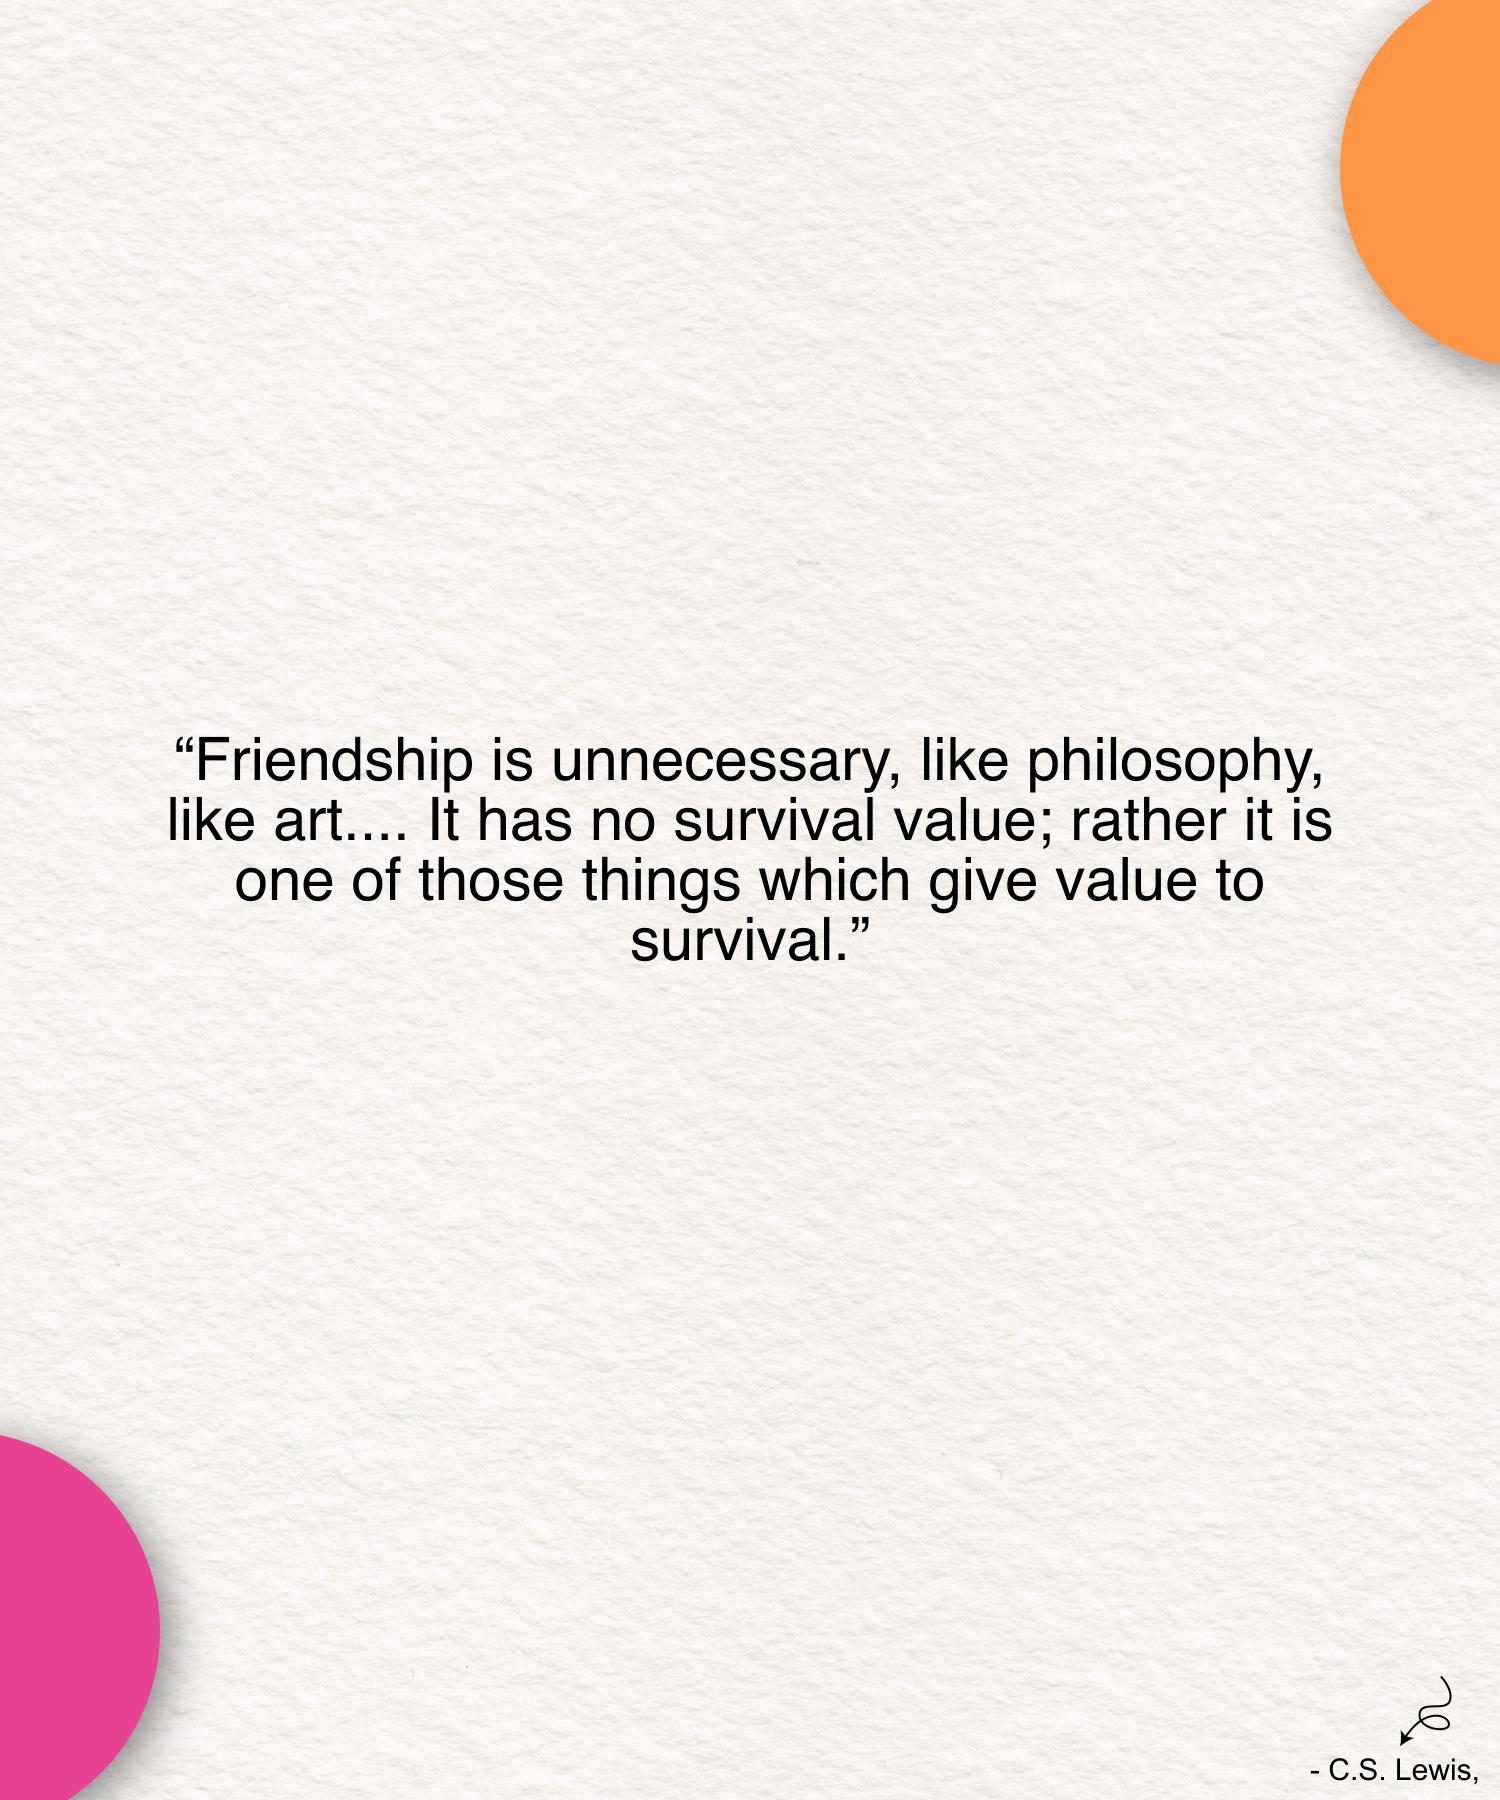 “Friendship is unnecessary, like philosophy,
like art.... It has no survival value; rather it is
one of those things which give value to
survival.”
- C.S. Lewis,